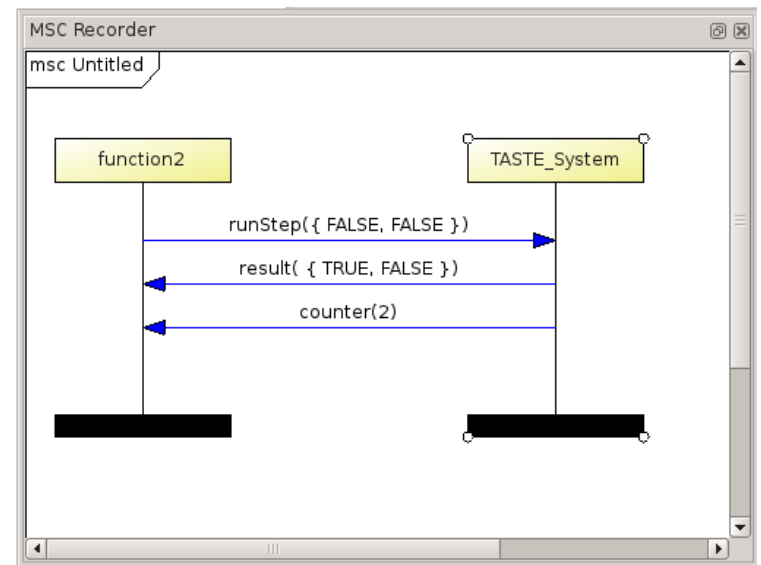 MSC Recorder
msc Untitled
function2
TASTE_System
runStep({ FALSE, FALSE })
result( { TRUE, FALSE })
counter(2)